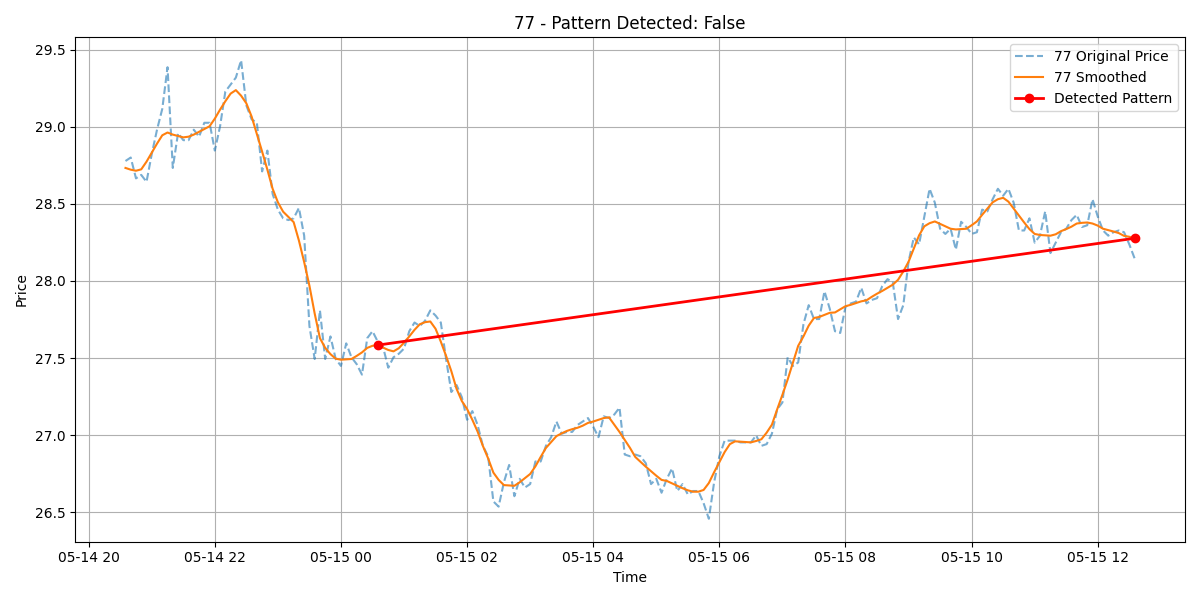 77 - Pattern Detected: False
77 Original Price
77 Smoothed
Detected Pattern
Price
29.5
29.0
28.5
28.0
27.5
27.0
26.5
05-14 20
05-14 22
05-15 00
05-15 02
05-15 04
05-15 06
05-15 08
05-15 10
05-15 12
Time